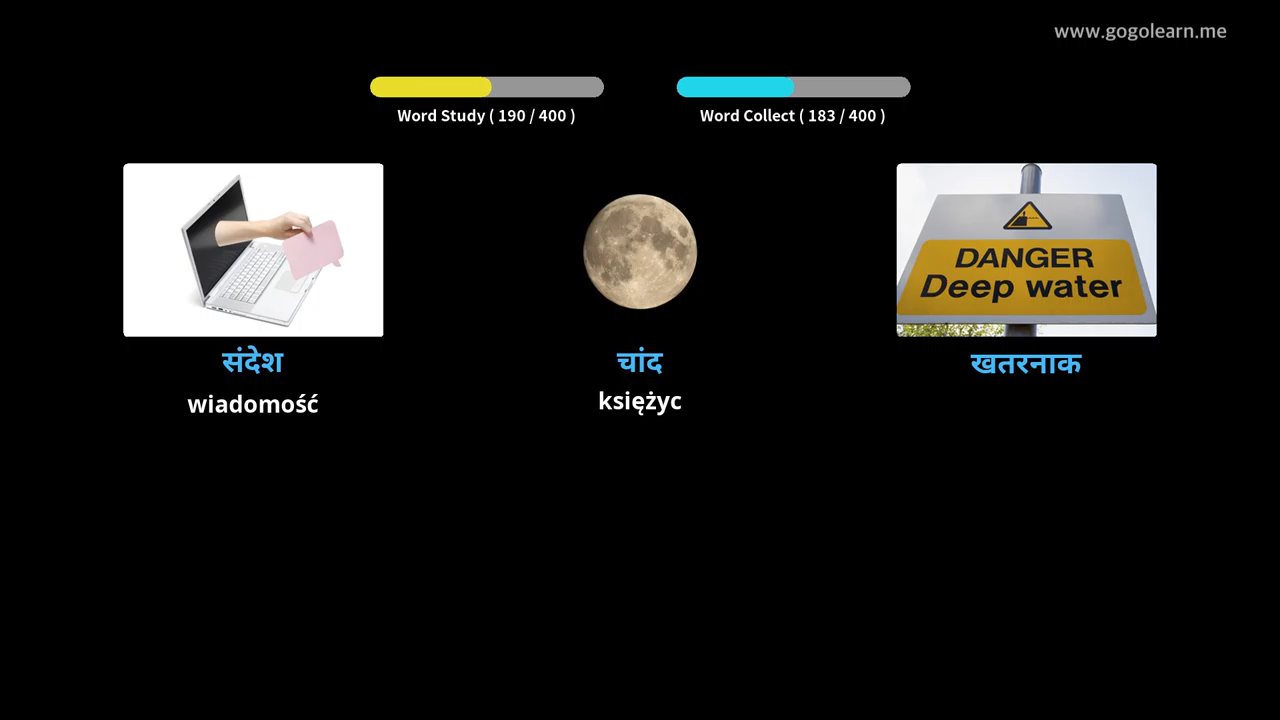 www.gogolearn.me
Word Study ( 190 / 400 )
Word Collect ( 183 / 400 )
DANGER
Deep water
संदेश
चांद
खतरनाक
wiadomość
księżyc